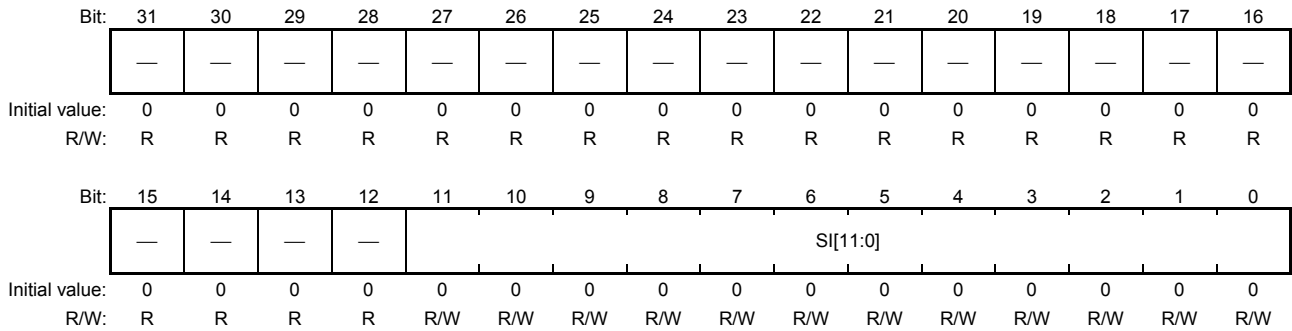 Bit: 31 30 29 28 27 26 25 24 23 22 21 20 19 18 17 16
— — — — — — — — — — — — — — — —
Initial value: 0 0 0 0 0 0 0 0 0 0 0 0 0 0 0 0
R/W: R R R R R R R R R R R R R R R R
Bit: 15 14 13 12 11 10 9 8 7 6 5 4 3 2 1 0
— — — — SI[11:0]
Initial value: 0 0 0 0 0 0 0 0 0 0 0 0 0 0 0 0
R/W: R R R R R/W R/W R/W R/W R/W R/W R/W R/W R/W R/W R/W R/W